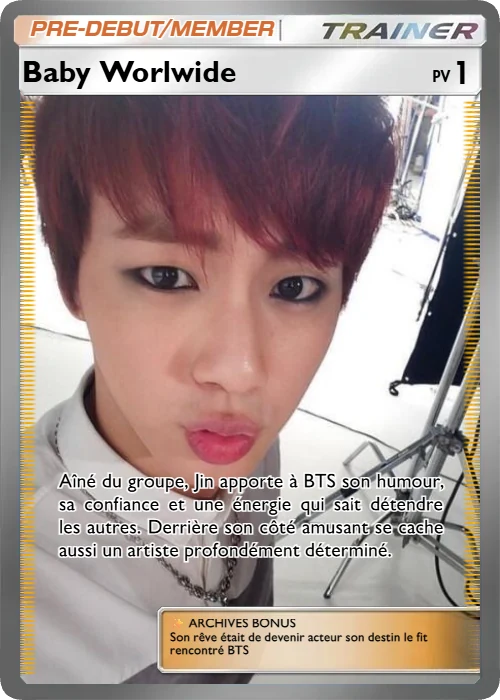 PRE-DEBUT/MEMBER
TRAINER
Baby Worlwide
PV 1
Aîné du groupe, Jin apporte à BTS son humour,
sa confiance et une énergie qui sait détendre
les autres. Derrière son côté amusant se cache
aussi un artiste profondément déterminé.
✨ ARCHIVES BONUS
Son rêve était de devenir acteur son destin le fit
rencontré BTS